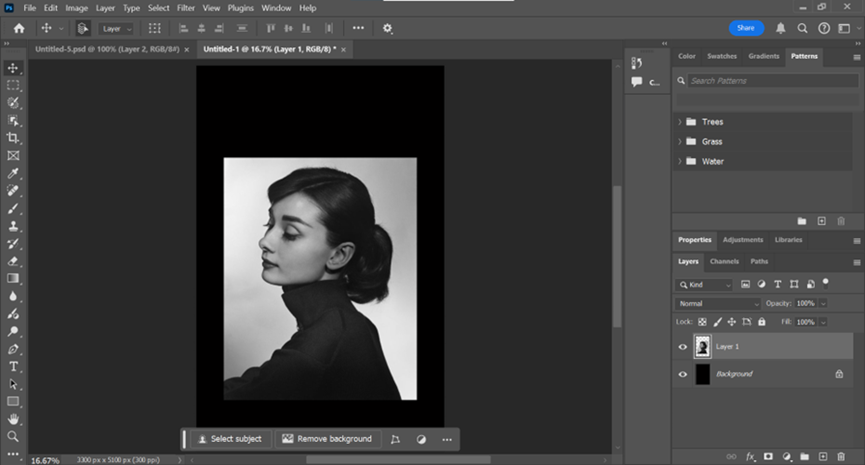 Ps File Edit Image Layer Type Select Filter View Plugins Window Help
Layer Share
Untitled-5.psd @ 100% (Layer 2, RGB/8#) × Untitled-1 @ 16.7% (Layer 1, RGB/8) * ×
Color Swatches Gradients Patterns
C...
Search Patterns
Trees
Grass
Water
Properties Adjustments Libraries
Layers Channels Paths
Kind
Normal Opacity: 100%
Lock: Fill: 100%
Layer 1
Background
Select subject Remove background
16.67% 3300 px x 5100 px (300 ppi)
fx